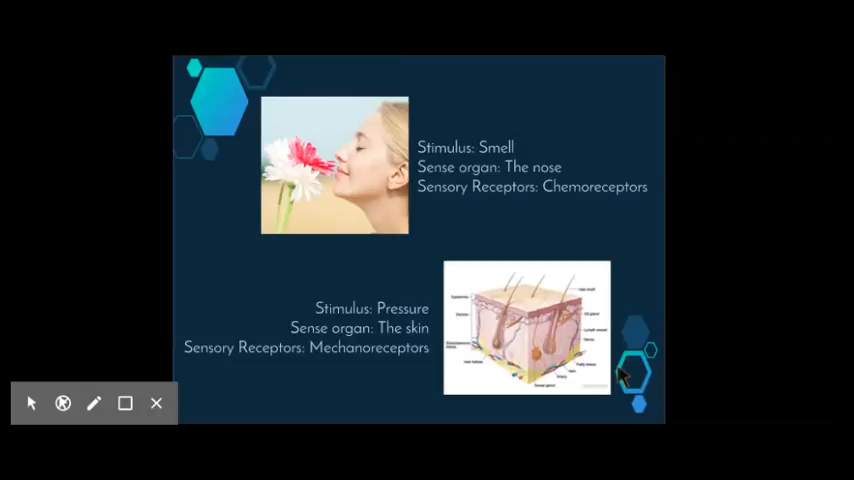 Stimulus: Smell
Sense organ: The nose
Sensory Receptors: Chemoreceptors
Stimulus: Pressure
Sense organ: The skin
Sensory Receptors: Mechanoreceptors